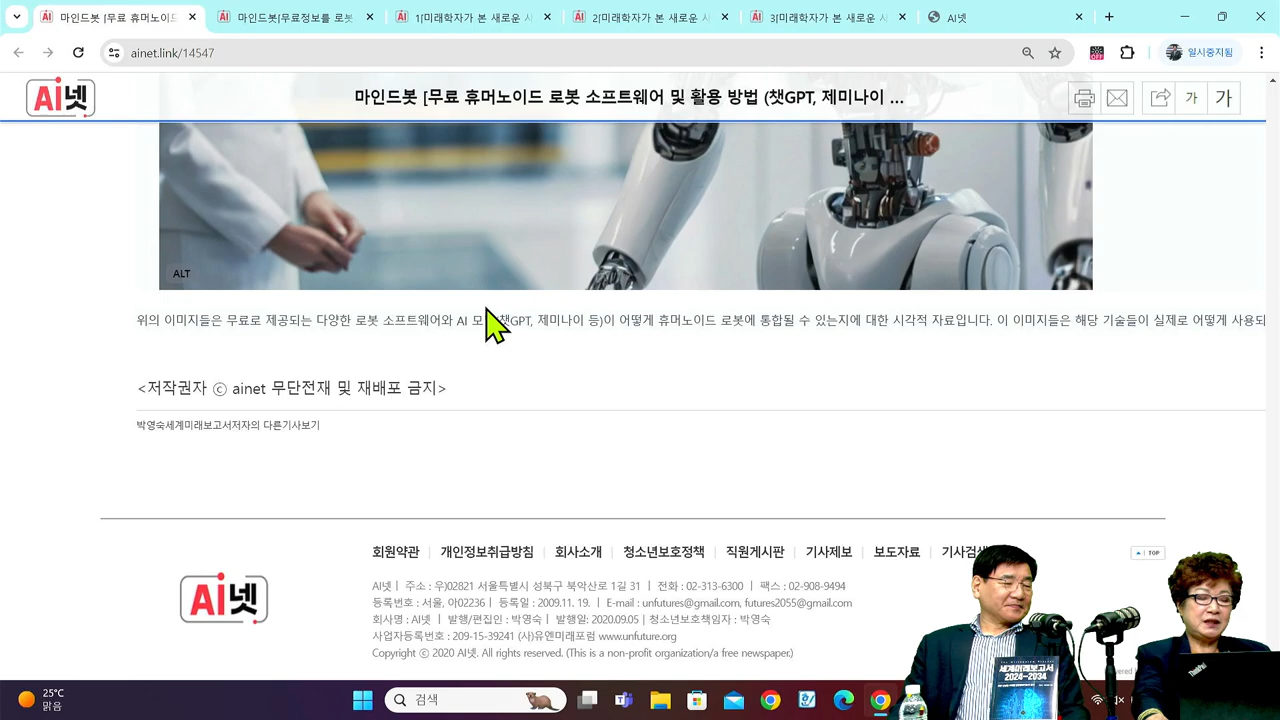 마인드봇 [무료 휴머노이드
마인드봇[무료정보를 로봇
1[미래학자가 본 새로운 시
2[미래학자가 본 새로운 시
3[미래학자가 본 새로운 시
AI넷
ainet.link/14547
OFF
일시중지됨
Ai넷
마인드봇 [무료 휴머노이드 로봇 소프트웨어 및 활용 방법 (챗GPT, 제미나이 ...
가 가
ALT
위의 이미지들은 무료로 제공되는 다양한 로봇 소프트웨어와 AI 챗GPT, 제미나이 등)이 어떻게 휴머노이드 로봇에 통합될 수 있는지에 대한 시각적 자료입니다. 이 이미지들은 해당 기술들이 실제로 어떻게 사용되
<저작권자 ⓒ ainet 무단전재 및 재배포 금지>
박영숙세계미래보고서저자의 다른기사보기
회원약관 | 개인정보취급방침 | 회사소개 | 청소년보호정책 | 직원게시판 | 기사제보 | 보도자료 | 기사검색
TOP
Ai넷
AI넷 | 주소 : 우)02821 서울특별시 성북구 북악산로 1길 31 | 전화 : 02-313-6300 | 팩스 : 02-908-9494
등록번호 : 서울, 아02236 | 등록일 : 2009.11. 19. | E-mail : unfutures@gmail.com, futures2055@gmail.com
회사명 : AI넷 | 발행/편집인 : 박영숙 | 발행일: 2020.09.05 | 청소년보호책임자 : 박영숙
사업자등록번호 : 209-15-39241 (사)유엔미래포럼 www.unfuture.org
Copyright ⓒ 2020 AI넷. All rights reserved. (This is a non-profit organization/a free newspaper.)
세계미래보고서
2024-2034
ThinkPad
25°C
맑음
검색